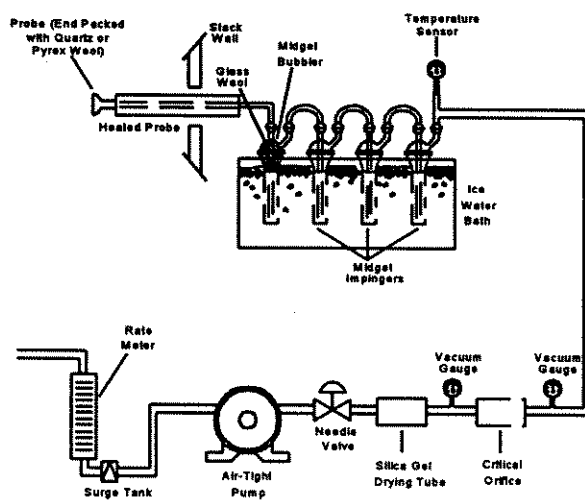 Probe (End Packed
with Quartz or
Pyrex Wool)
Stack
Wall
Midget
Bubbler
Glass
Wool
Heated Probe
Temperature
Sensor
Ice
Water
Bath
Midget
Impingers
Rate
Meter
Surge Tank
Air-Tight
Pump
Needle
Valve
Silica Gel
Drying Tube
Vacuum
Gauge
Critical
Orifice
Vacuum
Gauge